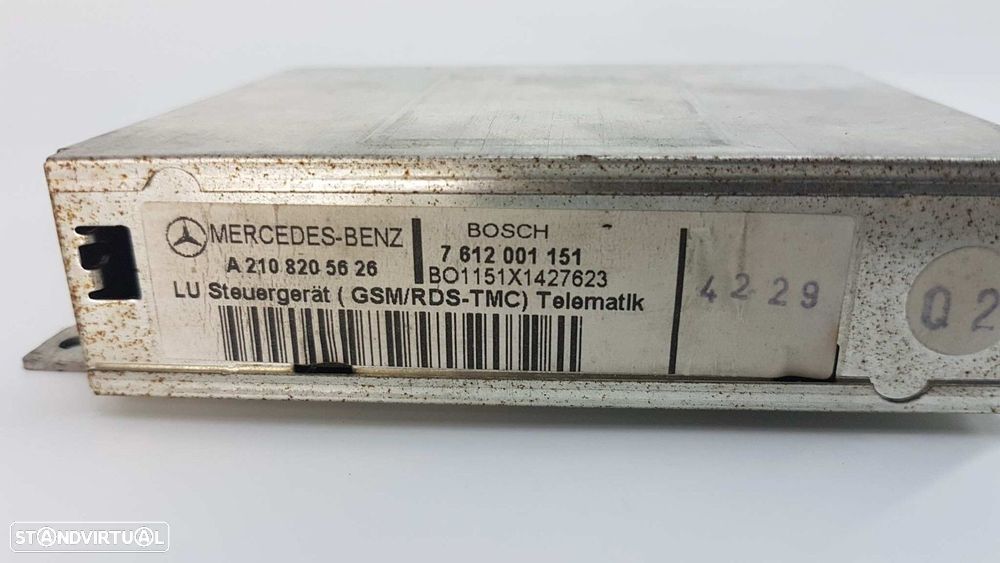 MERCEDES-BENZ
A 210 820 56 26
BOSCH
7 612 001 151
BO1151X1427623
LU Steuergerät ( GSM/RDS-TMC) Telematik
4229
Q2
STANDVIRTUAL